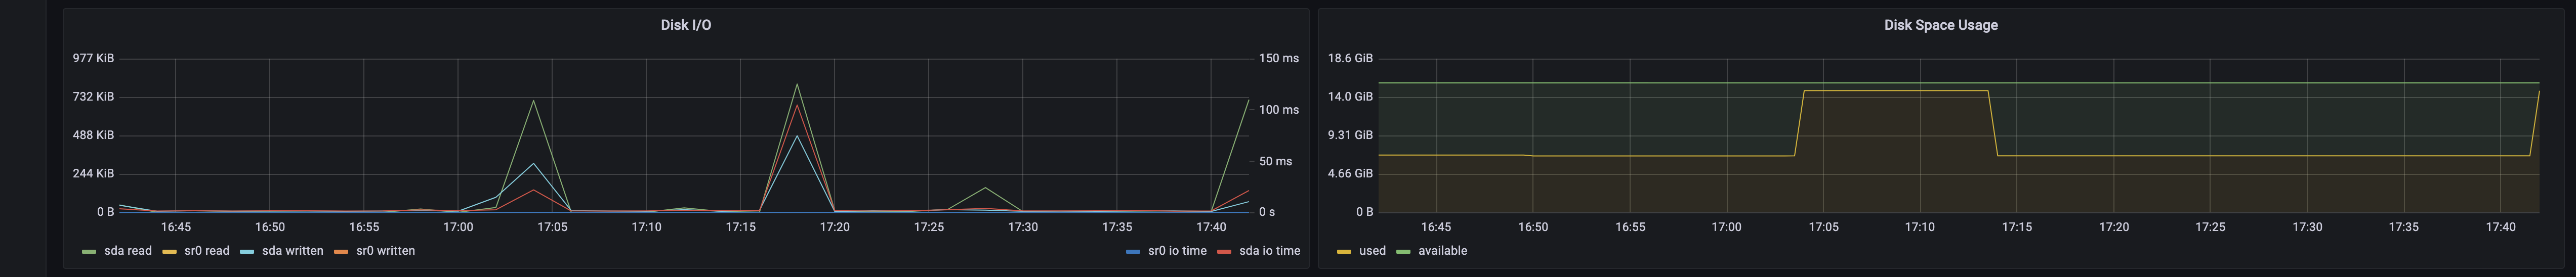 Disk I/O
977 KiB
732 KiB
488 KiB
244 KiB
0 B
150 ms
100 ms
50 ms
0 s
16:45 16:50 16:55 17:00 17:05 17:10 17:15 17:20 17:25 17:30 17:35 17:40
sda read sr0 read sda written sr0 written sr0 io time sda io time
Disk Space Usage
18.6 GiB
14.0 GiB
9.31 GiB
4.66 GiB
0 B
16:45 16:50 16:55 17:00 17:05 17:10 17:15 17:20 17:25 17:30 17:35 17:40
used available